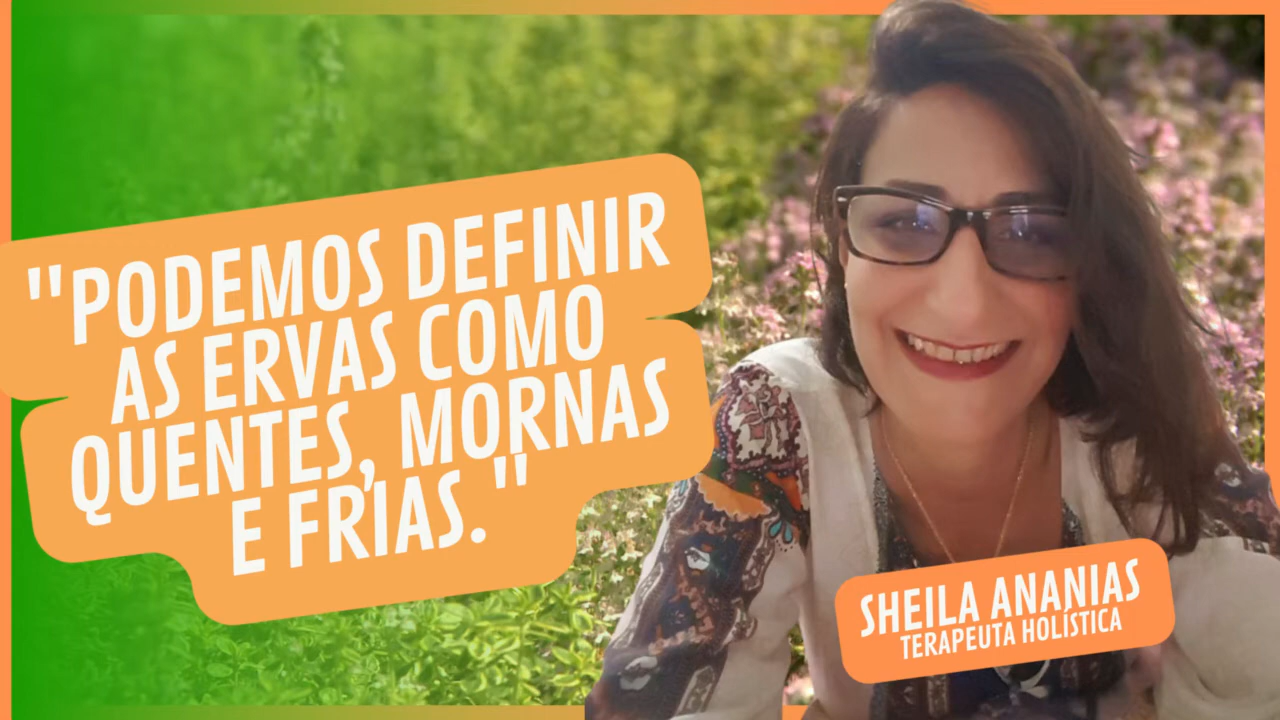 "PODEMOS DEFINIR
AS ERVAS COMO
QUENTES, MORNAS
E FRIAS."
SHEILA ANANIAS
TERAPEUTA HOLÍSTICA